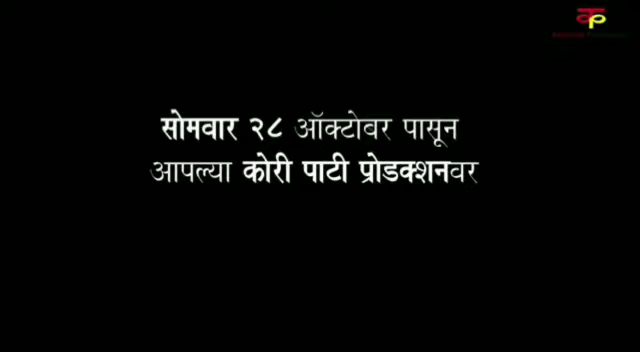 सोमवार २८ ऑक्टोबर पासून
आपल्या कोरी पाटी प्रोडक्शनवर